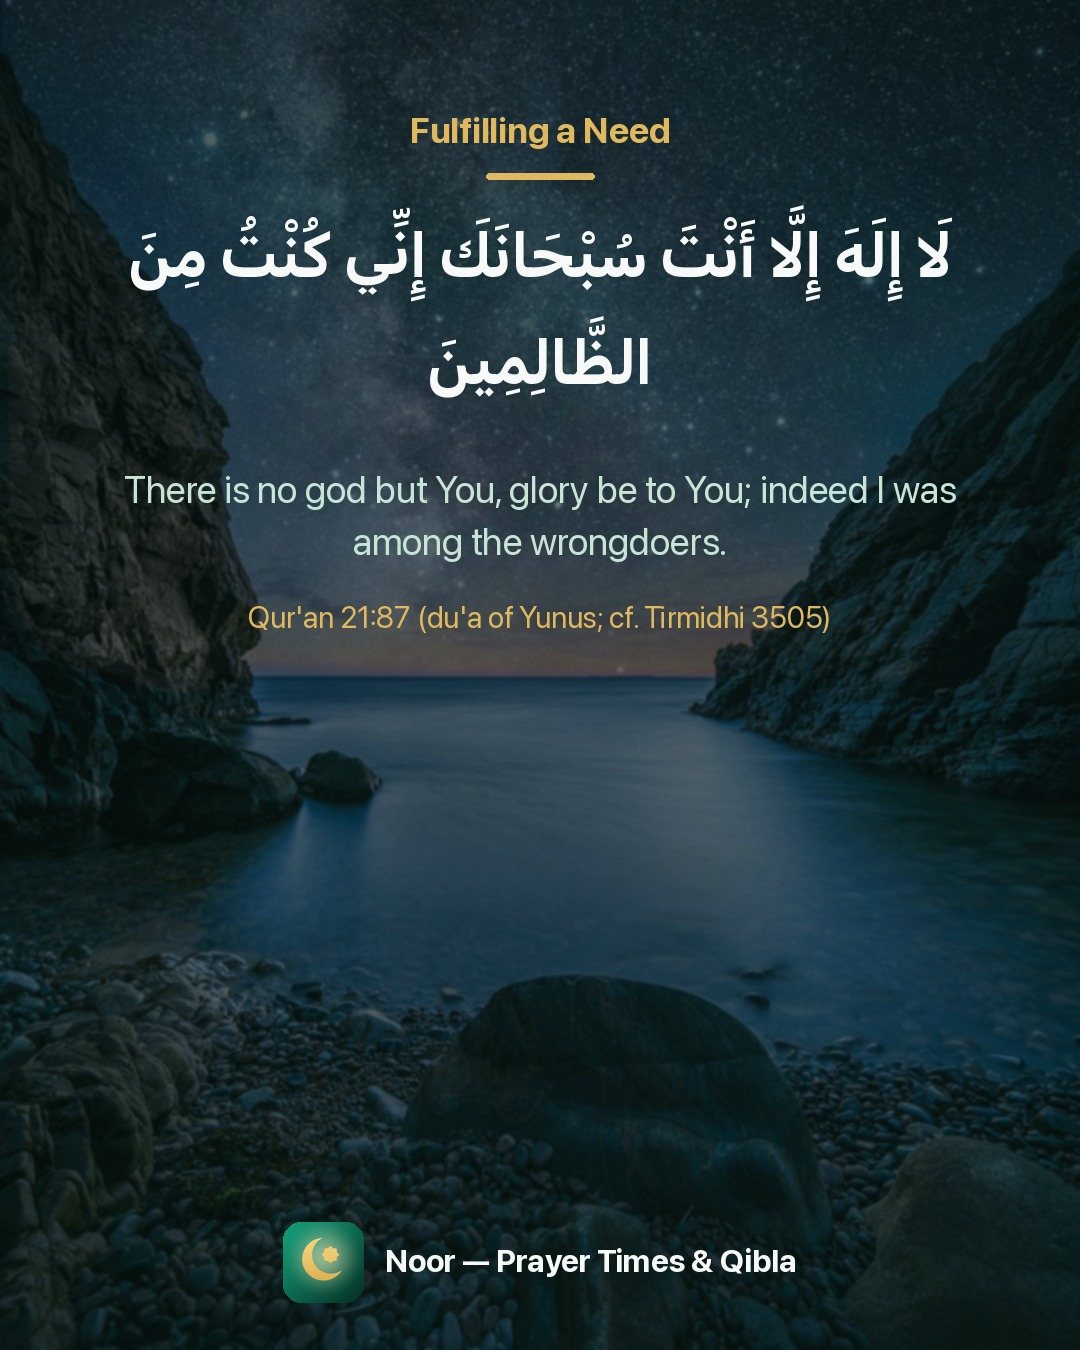 Fulfilling a Need
لَا إِلَهَ إِلَّا أَنْتَ سُبْحَانَكَ إِنِّي كُنْتُ مِنَ
الظَّالِمِينَ
There is no god but You, glory be to You; indeed I was
among the wrongdoers.
Qur'an 21:87 (du'a of Yunus; cf. Tirmidhi 3505)
Noor — Prayer Times & Qibla